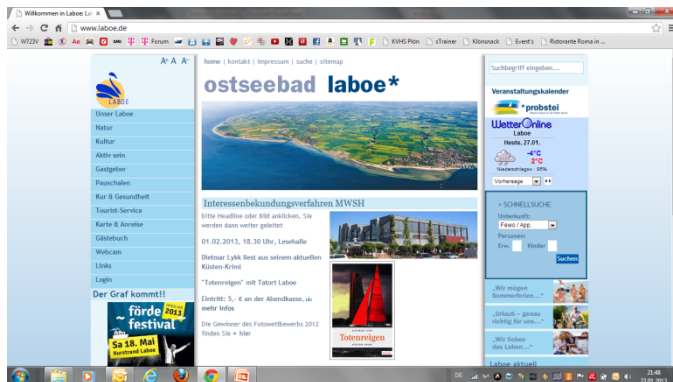 Willkommen in Laboe: La
www.laboe.de
WTZBV
Forum
KVHS Plön
sTrainer
Klönsnack
Event's
Ristorante Roma in ...
A+ A A-
LABOE
Unser Laboe
Natur
Kultur
Aktiv sein
Gastgeber
Pauschalen
Kur & Gesundheit
Tourist-Service
Karte & Anreise
Gästebuch
Webcam
Links
Login
Der Graf kommt!!
förde
festival
2013
Sa 18. Mai
Kurstrand Laboe
home | kontakt | impressum | suche | sitemap
ostseebad laboe*
Interessenbekundungsverfahren MWSH
bitte Headline oder Bild anklicken, Sie
werden dann weiter geleitet
01.02.2013, 18.30 Uhr, Lesehalle
Dietmar Lykk liest aus seinem aktuellen
Küsten-Krimi
"Totenreigen" mit Tatort Laboe
Eintritt: 5,- € an der Abendkasse,
mehr Infos
Die Gewinner des Fotowettbewerbs 2012
finden Sie + hier
Totenreigen
Suchbegriff eingeben...
Veranstaltungskalender
*probstei
WetterOnline
Laboe
Heute, 27.01.
-4°C
2°C
Niederschlagsr. 95%
Vorhersage
+ SCHNELLSUCHE
Unterkunft:
Fewo / App
Personen:
Erw.
Kinder
Suchen
„Wir mögen
Sommerferien..."
„Urlaub - genau
richtig für uns..."
„Wir lieben
das Leben..."
Laboe aktuell
DE
21:48
27.01.2013